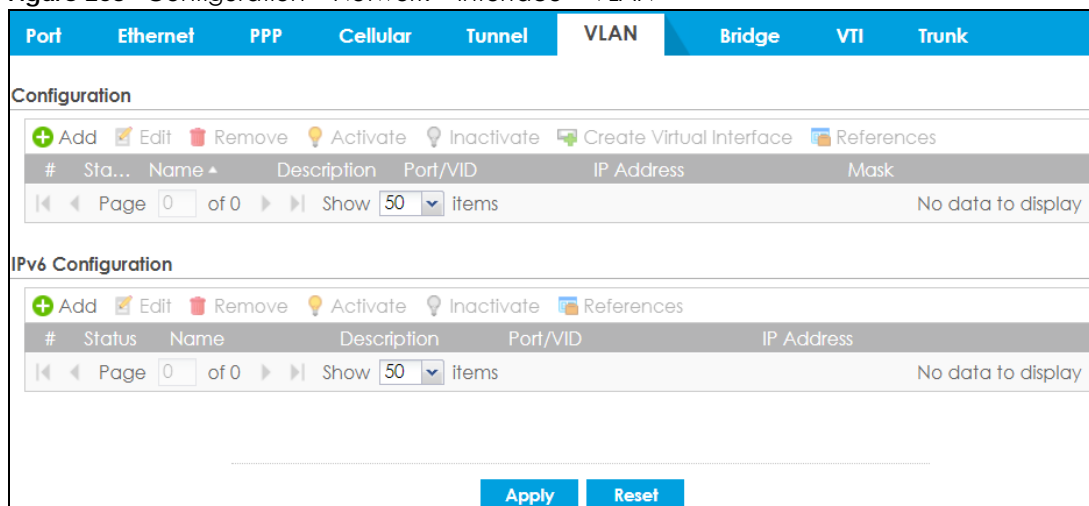 Port Ethernet PPP Cellular Tunnel VLAN Bridge VTI Trunk
Configuration
Add Edit Remove Activate Inactivate Create Virtual Interface References
# Sta... Name Description Port/VID IP Address Mask
Page 0 of 0 Show 50 items No data to display
IPv6 Configuration
Add Edit Remove Activate Inactivate References
# Status Name Description Port/VID IP Address
Page 0 of 0 Show 50 items No data to display
Apply Reset